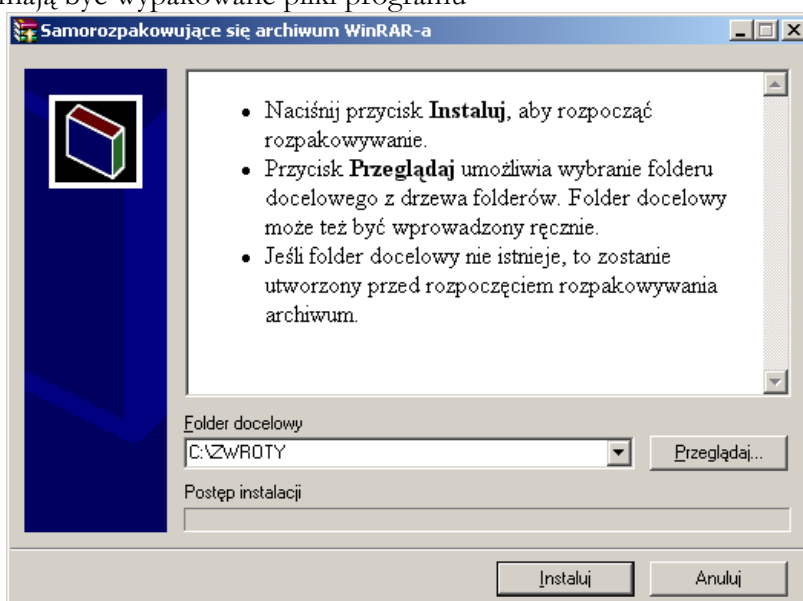 mają być wypakowane pliki programu
Samorozpakowujące się archiwum WinRAR-a
• Naciśnij przycisk Instaluj, aby rozpocząć
rozpakowywanie.
• Przycisk Przeglądaj umożliwia wybranie folderu
docelowego z drzewa folderów. Folder docelowy
może też być wprowadzony ręcznie.
• Jeśli folder docelowy nie istnieje, to zostanie
utworzony przed rozpoczęciem rozpakowywania
archiwum.
Folder docelowy
C:\ZWROTY
Przeglądaj...
Postęp instalacji
Instaluj
Anuluj